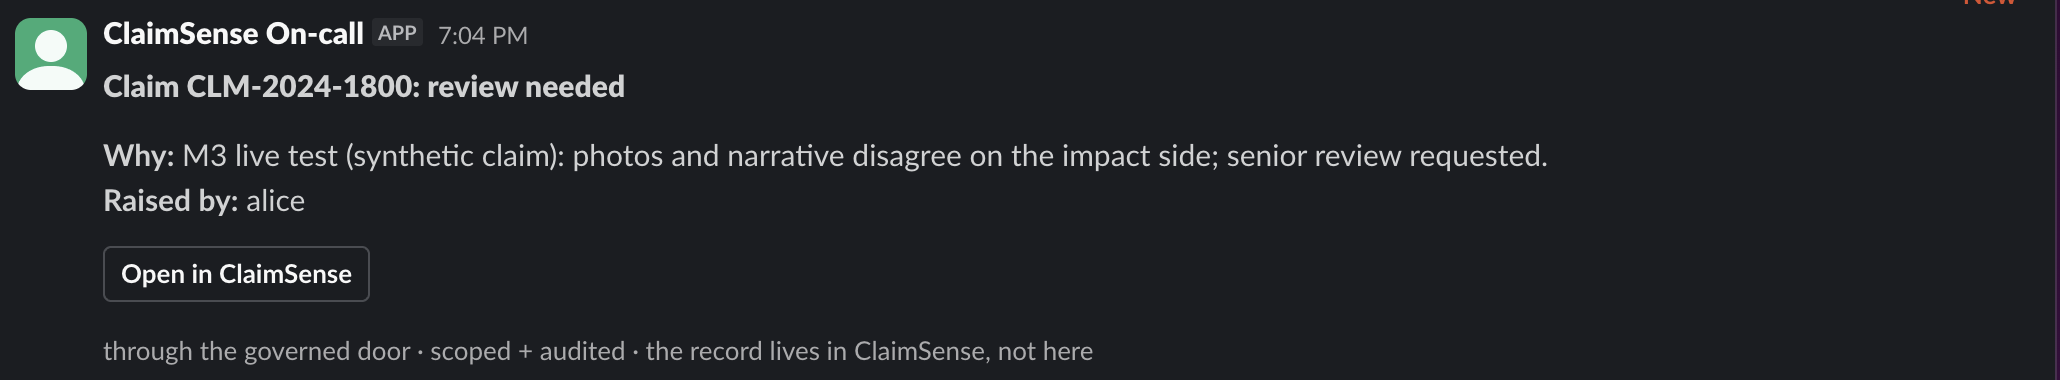 New
ClaimSense On-call APP 7:04 PM
Claim CLM-2024-1800: review needed
Why: M3 live test (synthetic claim): photos and narrative disagree on the impact side; senior review requested.
Raised by: alice
Open in ClaimSense
through the governed door · scoped + audited · the record lives in ClaimSense, not here